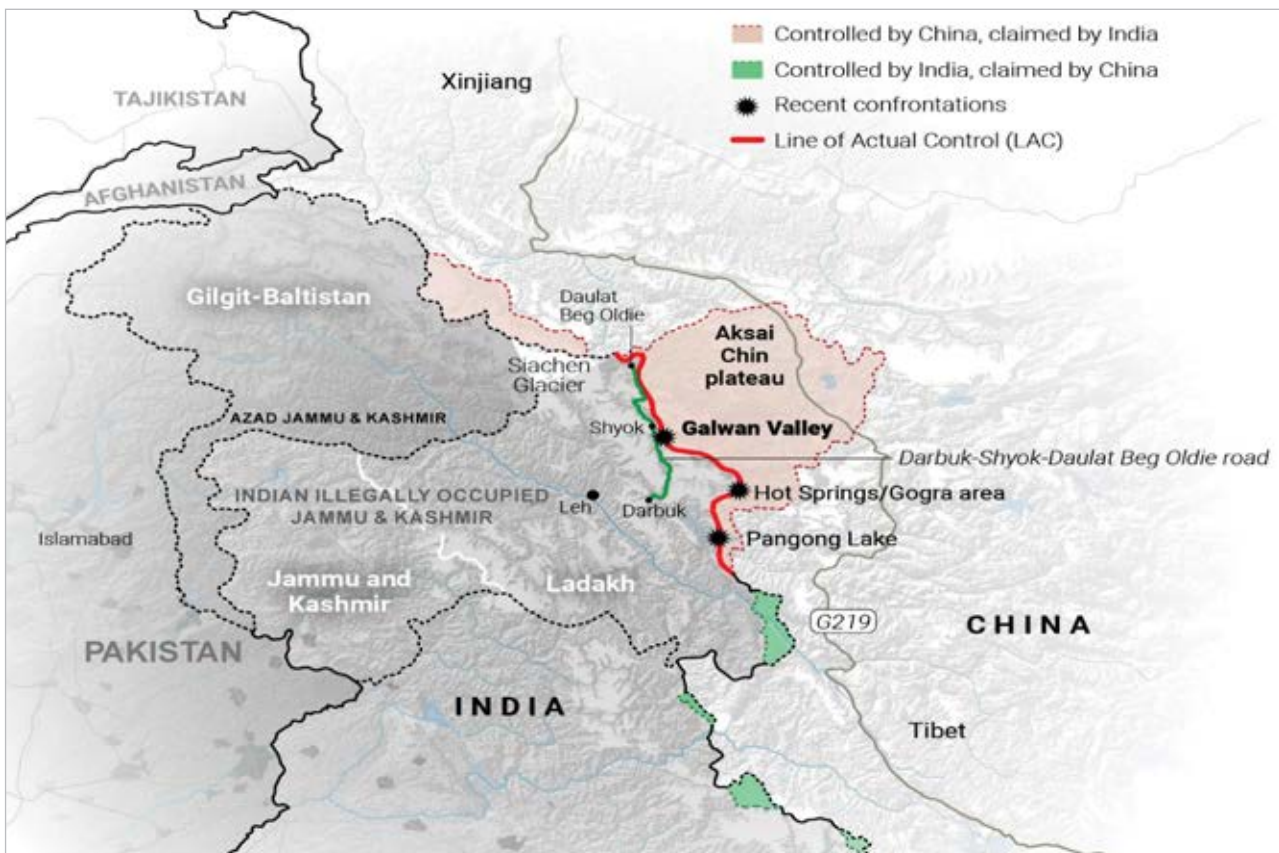 Controlled by China, claimed by India
Controlled by India, claimed by China
Recent confrontations
Line of Actual Control (LAC)
Xinjiang
TAJIKISTAN
AFGHANISTAN
Gilgit-Baltistan
Daulat
Beg Oldie
Aksai
Chin
plateau
Siachen
Glacier
AZAD JAMMU & KASHMIR
Shyok
Galwan Valley
Darbuk-Shyok-Daulat Beg Oldie road
INDIAN ILLEGALLY OCCUPIED
JAMMU & KASHMIR
Leh
Darbuk
Hot Springs/Gogra area
Islamabad
Pangong Lake
Jammu and
Kashmir
Ladakh
G219
CHINA
PAKISTAN
INDIA
Tibet